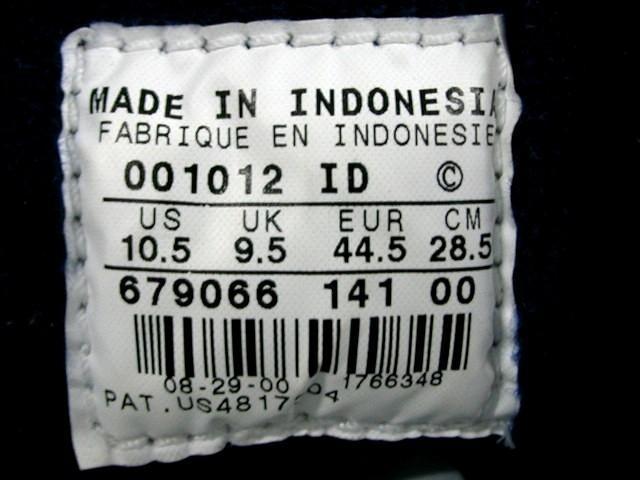 MADE IN INDONESIA
FABRIQUE EN INDONESIE
001012 ID ©
US UK EUR CM
10.5 9.5 44.5 28.5
679066 141 00
08-29-00 1766348
PAT.